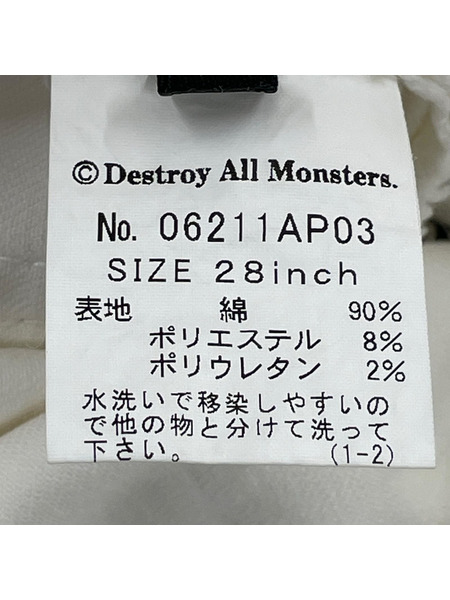 ©Destroy All Monsters.
No. 06211AP03
SIZE 28inch
表地 綿 90%
ポリエステル 8%
ポリウレタン 2%
水洗いで移染しやすいの
で他の物と分けて洗って
下さい。 (1-2)